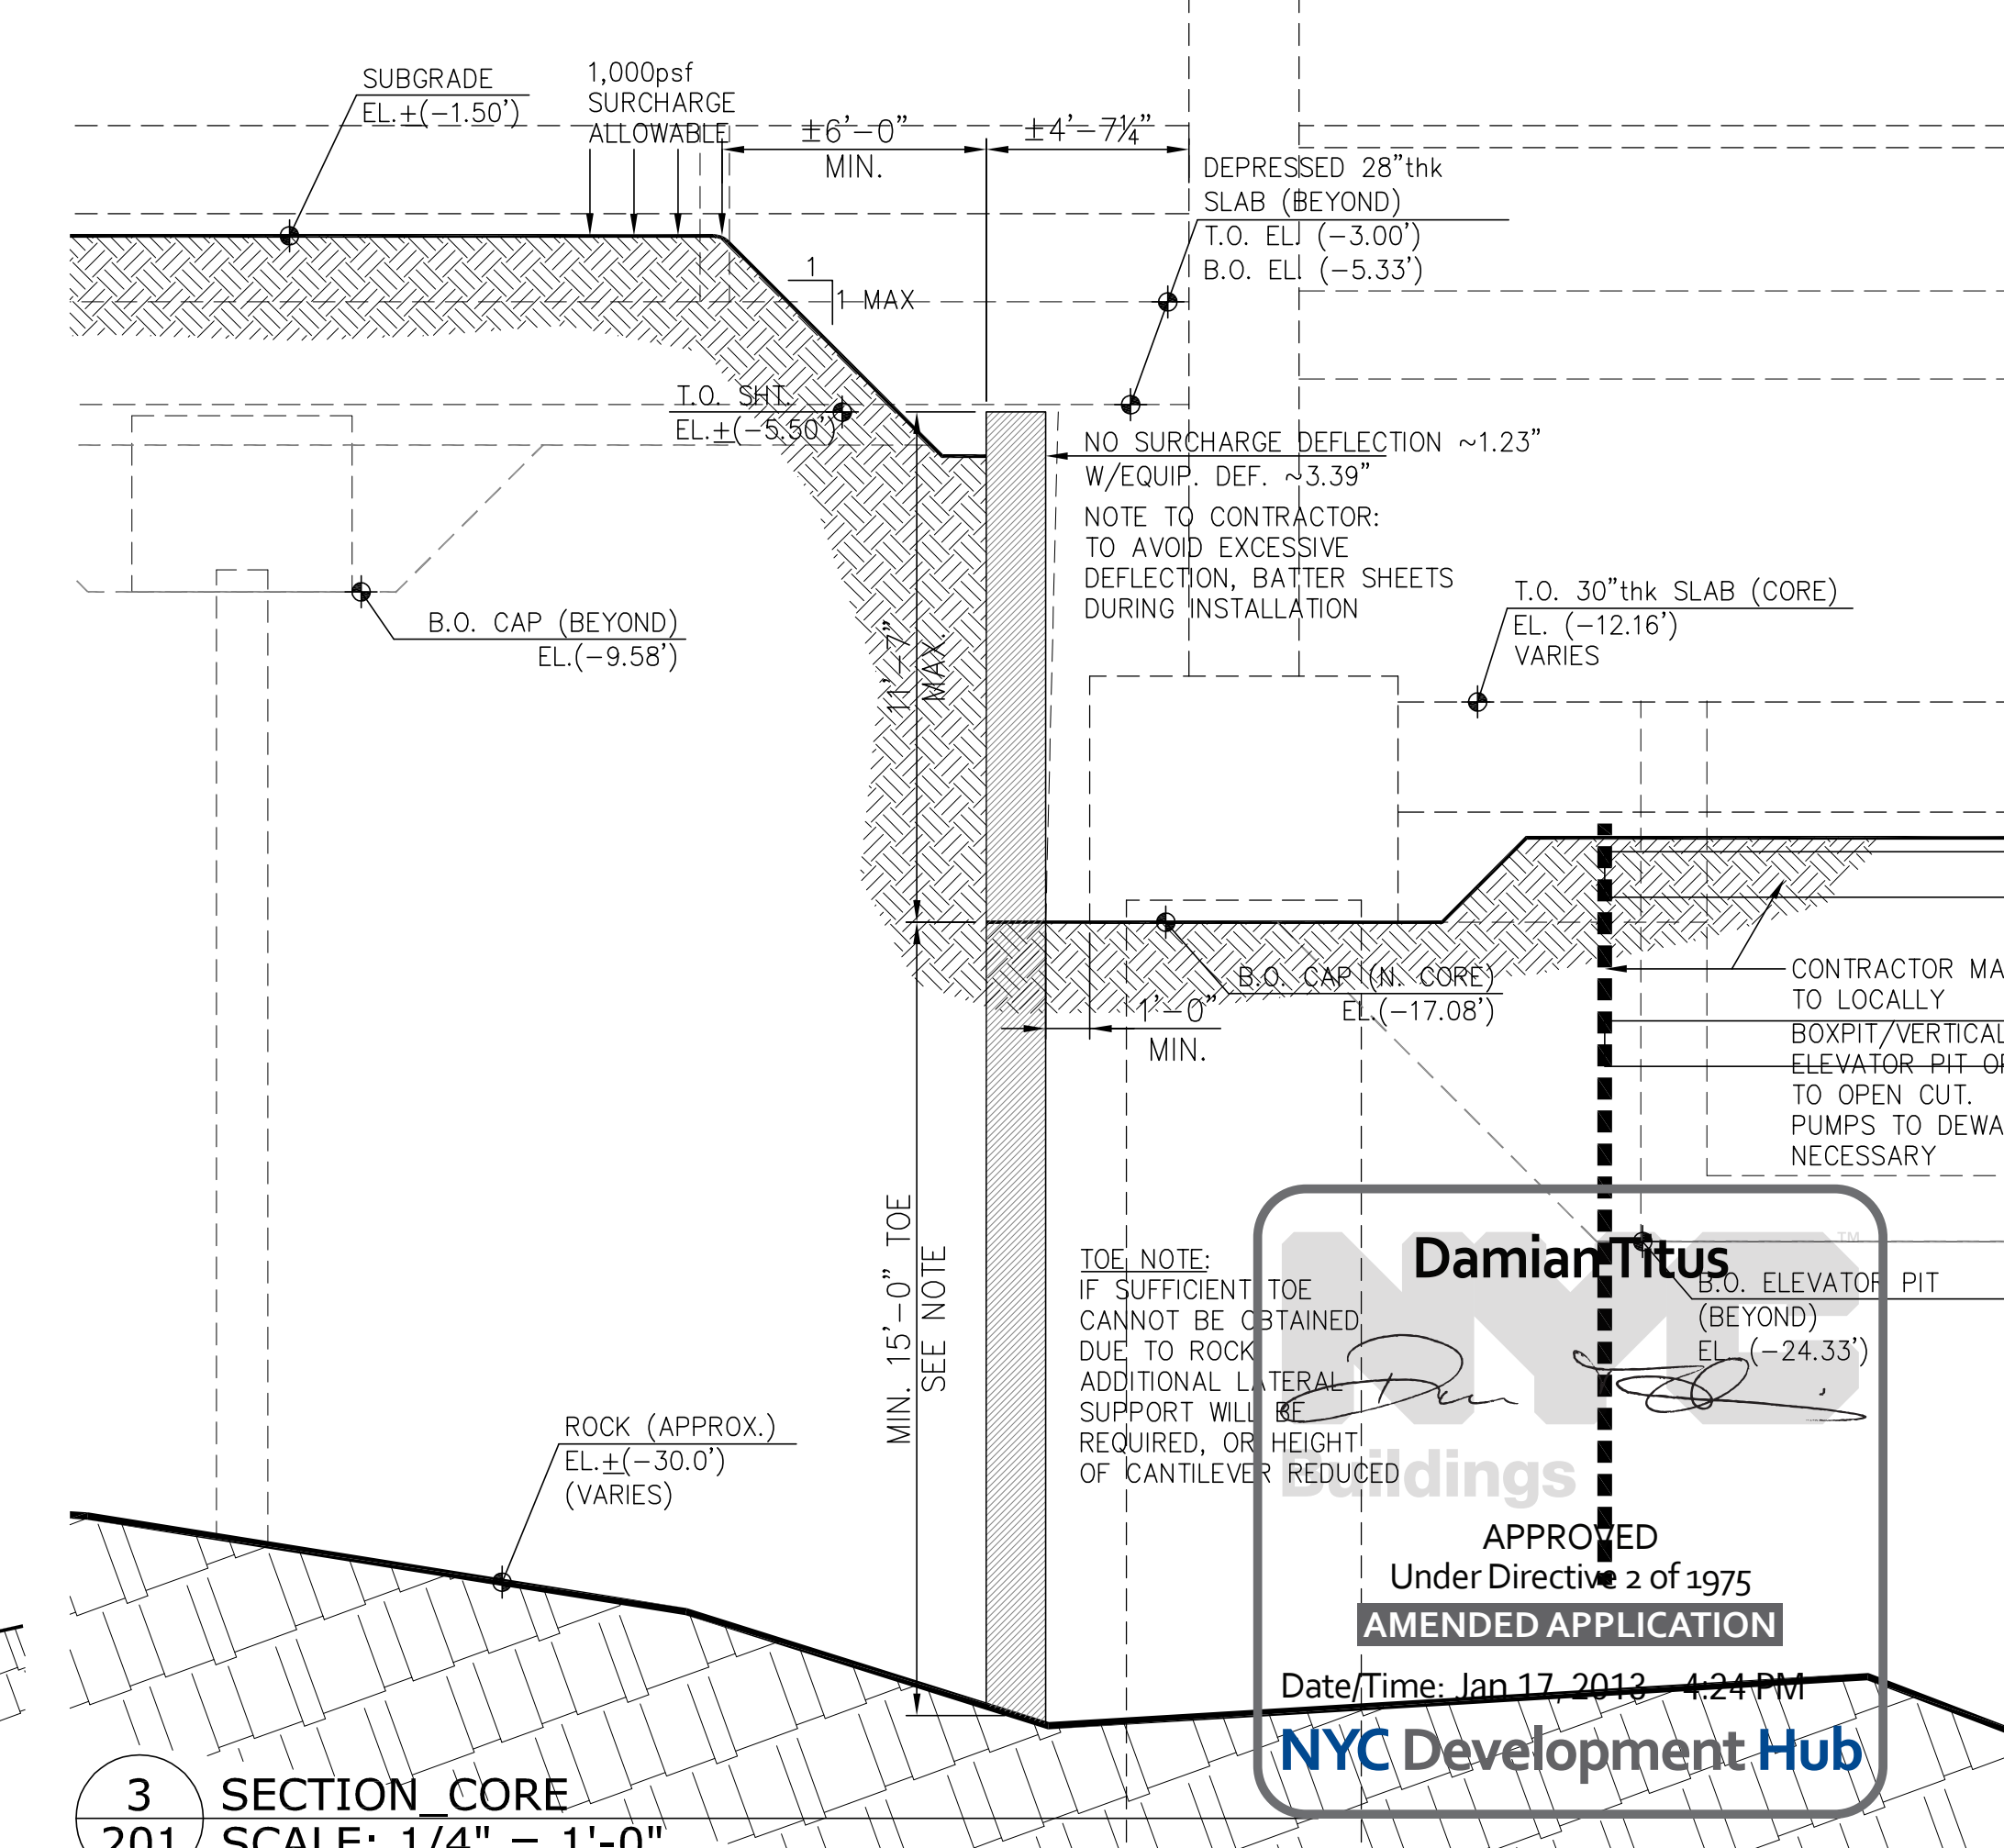 SUBGRADE
EL.±(-1.50')
1,000psf
SURCHARGE
ALLOWABLE
±6'-0"
MIN.
±4'-7¼"
DEPRESSED 28"thk
SLAB (BEYOND)
T.O. EL. (-3.00')
B.O. EL. (-5.33')
1
1 MAX
T.O. SHT.
EL.±(-5.50')
NO SURCHARGE DEFLECTION ~1.23"
W/EQUIP. DEF. ~3.39"
NOTE TO CONTRACTOR:
TO AVOID EXCESSIVE
DEFLECTION, BATTER SHEETS
DURING INSTALLATION
T.O. 30"thk SLAB (CORE)
EL. (-12.16')
VARIES
B.O. CAP (BEYOND)
EL.(-9.58')
11'-7"
MAX.
B.O. CAP (N. CORE)
EL.(-17.08')
1'-0"
MIN.
CONTRACTOR MA
TO LOCALLY
BOXPIT/VERTICAL
ELEVATOR PIT OR
TO OPEN CUT.
PUMPS TO DEWA
NECESSARY
MIN. 15'-0" TOE
SEE NOTE
TOE NOTE:
IF SUFFICIENT TOE
CANNOT BE OBTAINED
DUE TO ROCK
ADDITIONAL LATERAL
SUPPORT WILL BE
REQUIRED, OR HEIGHT
OF CANTILEVER REDUCED
B.O. ELEVATOR PIT
(BEYOND)
EL. (-24.33')
ROCK (APPROX.)
EL.±(-30.0')
(VARIES)
NYC™
Buildings
Damian Titus
APPROVED
Under Directive 2 of 1975
AMENDED APPLICATION
Date/Time: Jan 17, 2013 4:24 PM
NYC Development Hub
3
201
SECTION_CORE
SCALE: 1/4" = 1'-0"